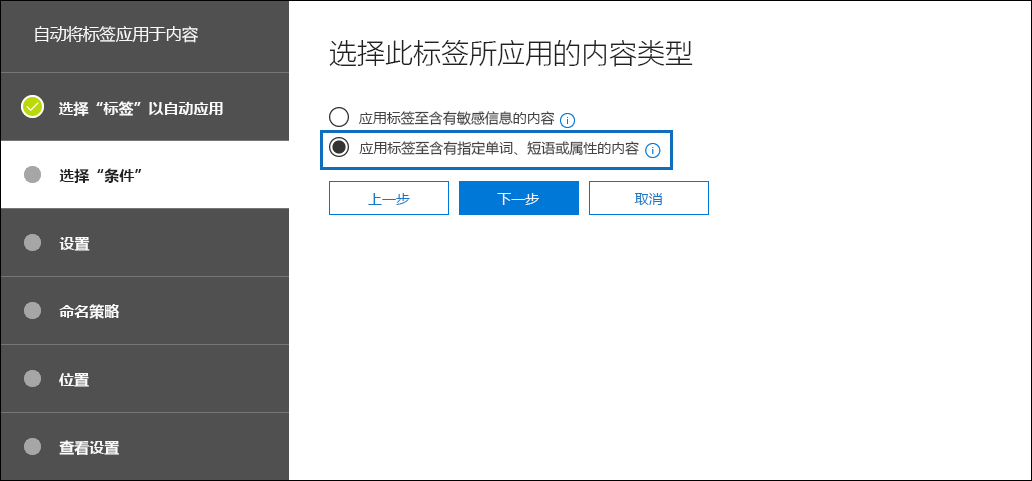 自动将标签应用于内容
选择“标签”以自动应用
选择“条件”
设置
命名策略
位置
查看设置
选择此标签所应用的内容类型
应用标签至含有敏感信息的内容
应用标签至含有指定单词、短语或属性的内容
上一步
下一步
取消